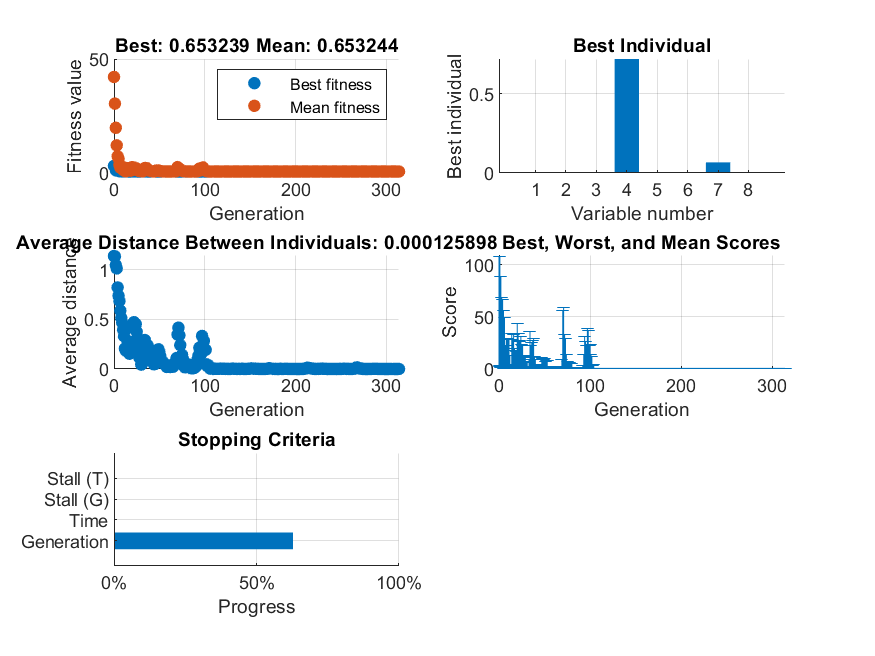 Best: 0.653239 Mean: 0.653244
Fitness value
50
0
Best fitness
Mean fitness
0 100 200 300
Generation
Best Individual
Best individual
0.5
0
1 2 3 4 5 6 7 8
Variable number
Average Distance Between Individuals: 0.000125898
Average distance
1
0.5
0
0 100 200 300
Generation
Best, Worst, and Mean Scores
Score
100
50
0
0 100 200 300
Generation
Stopping Criteria
Stall (T)
Stall (G)
Time
Generation
0% 50% 100%
Progress